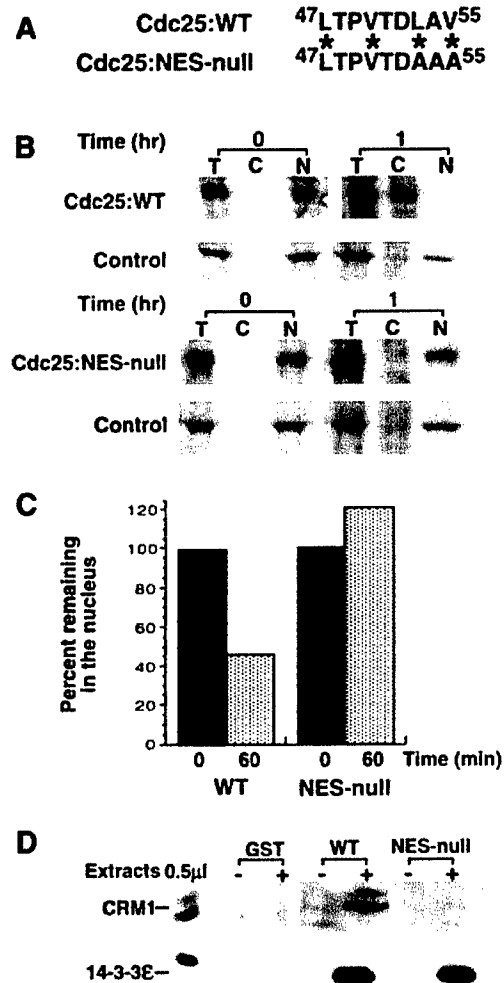 A
Cdc25:WT 47LTPVTDLAV55
* * * *
Cdc25:NES-null 47LTPVTDAAA55
B
Time (hr) 0 1
T C N T C N
Cdc25:WT
Control
Time (hr) 0 1
T C N T C N
Cdc25:NES-null
Control
C
Percent remaining
in the nucleus
120
100
80
60
40
20
0
0 60 0 60 Time (min)
WT NES-null
D
GST WT NES-null
Extracts 0.5µl - + - + - +
CRM1–
14-3-3ε–